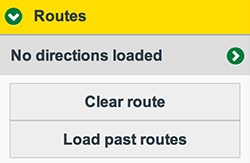 Routes
No directions loaded
Clear route
Load past routes